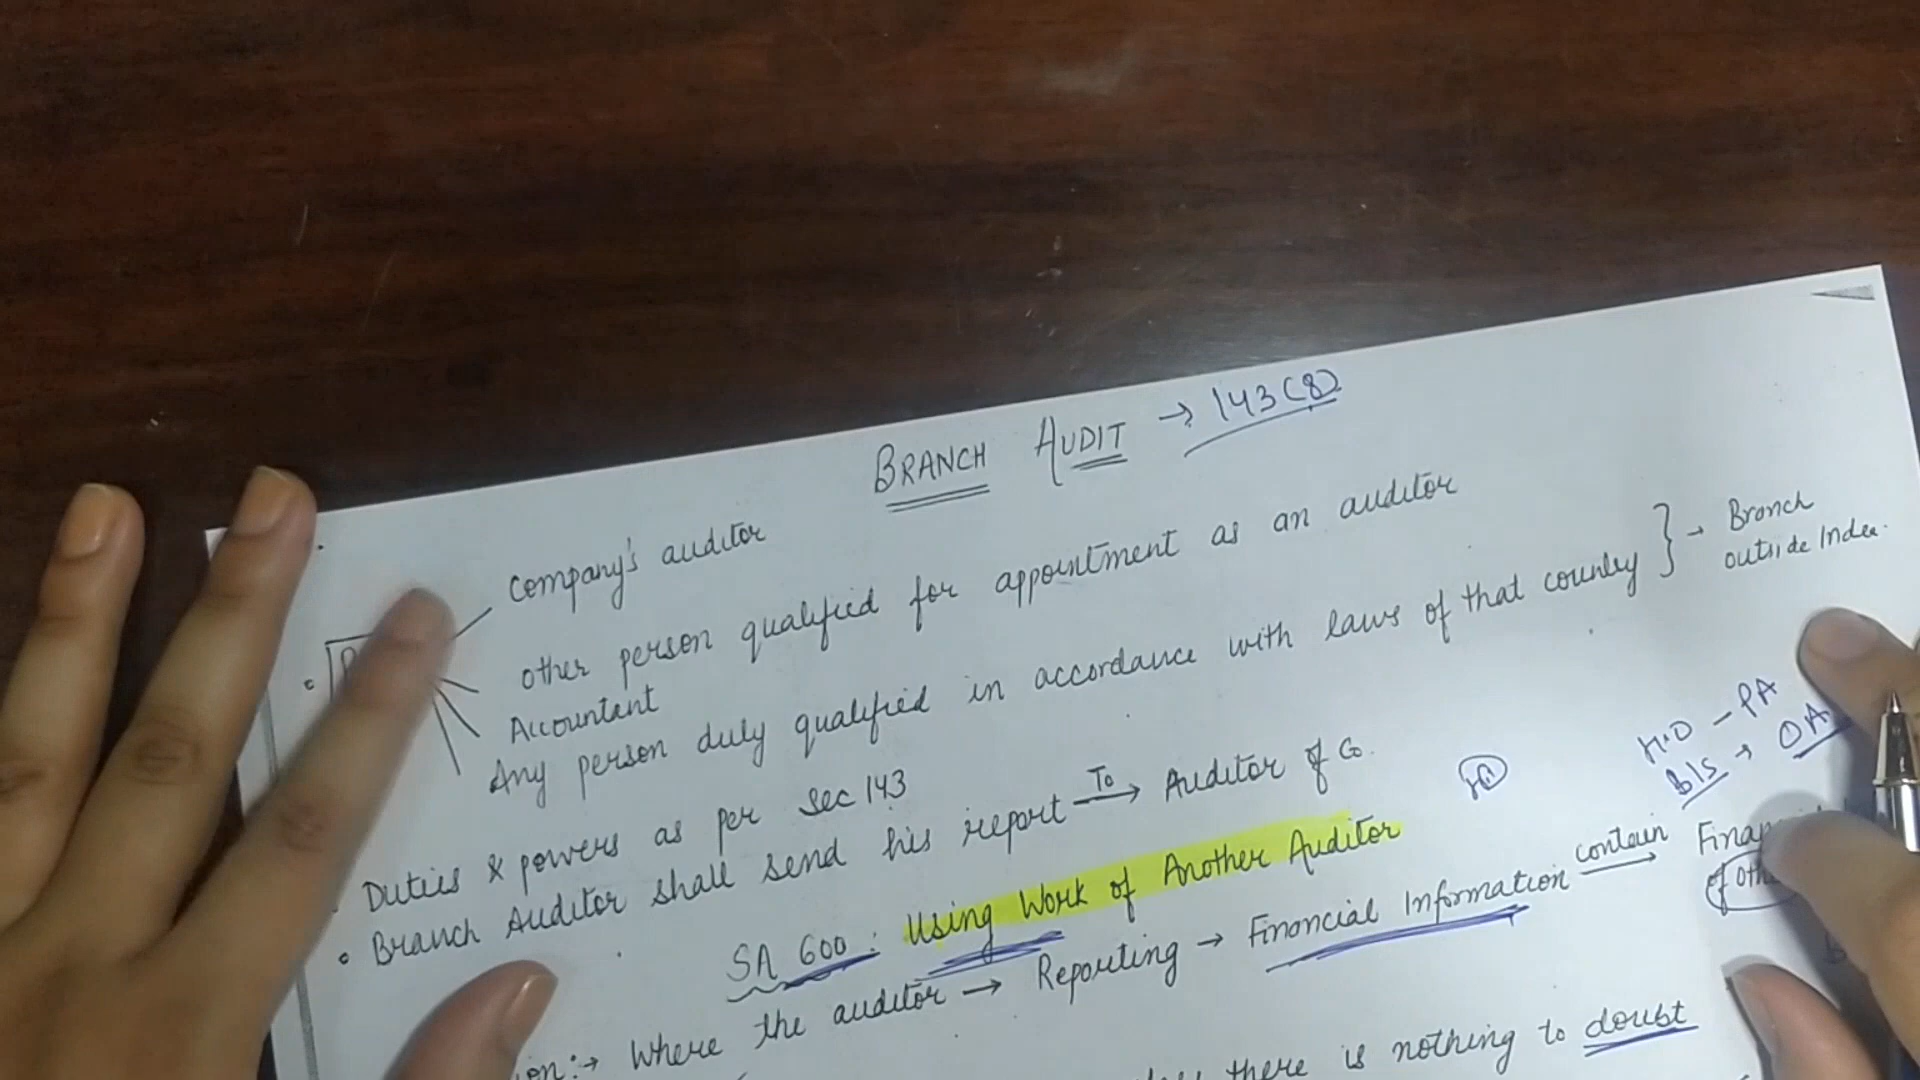 BRANCH AUDIT → 143(8)
Company's auditor
other person qualified for appointment as an auditor
Accountant
Any person duly qualified in accordance with laws of that country } → Branch outside India.
Duties & powers as per Sec 143
Branch Auditor shall send his report To → Auditor of Co.
H.O - PA
B/S → OA
SA 600: Using Work of Another Auditor
Where the auditor → Reporting → Financial Information contain →
of
there is nothing to doubt